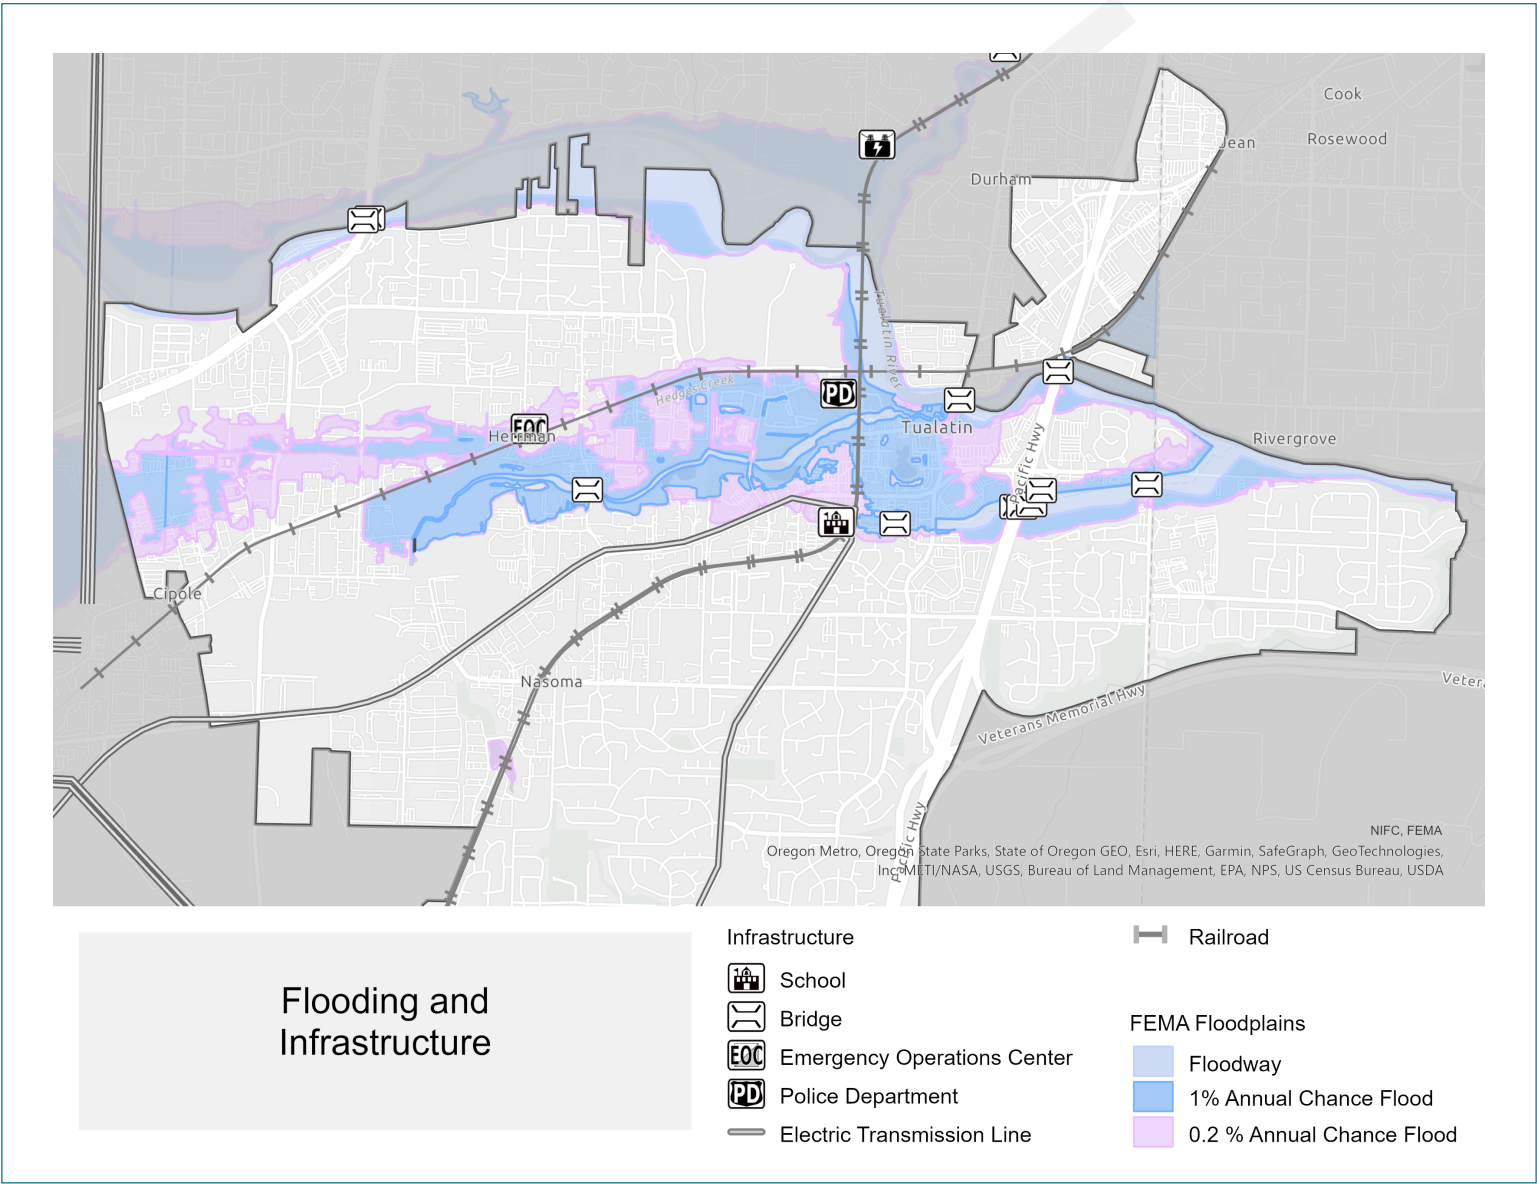 Cook
Rosewood
Jean
Durham
Tualatin River
Hedges Creek
PD
EOC
Herrman
Tualatin
Pacific Hwy
Rivergrove
Cipole
Nasoma
Veterans Memorial Hwy
Veter
Pacific Hwy
NIFC, FEMA
Oregon Metro, Oregon State Parks, State of Oregon GEO, Esri, HERE, Garmin, SafeGraph, GeoTechnologies,
Inc, METI/NASA, USGS, Bureau of Land Management, EPA, NPS, US Census Bureau, USDA
Flooding and
Infrastructure
Infrastructure
School
Bridge
EOC Emergency Operations Center
PD Police Department
Electric Transmission Line
Railroad
FEMA Floodplains
Floodway
1% Annual Chance Flood
0.2 % Annual Chance Flood